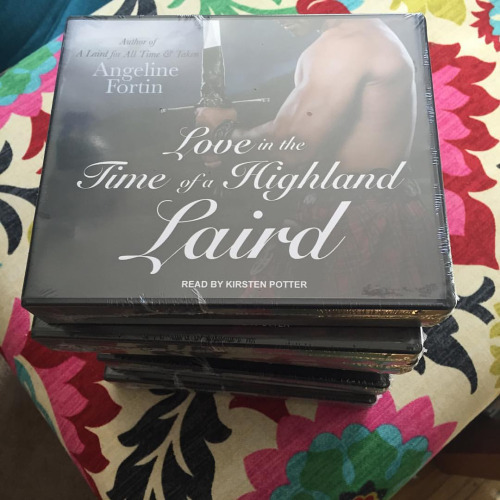 Author of
A Laird for All Time & Taken
Angeline
Fortin
Love in the
Time of a Highland
Laird
READ BY KIRSTEN POTTER